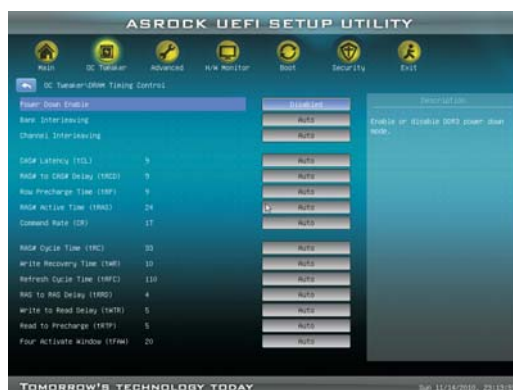 ASROCK UEFI SETUP UTILITY
Main OC Tweaker Advanced H/W Monitor Boot Security Exit
OC Tweaker\DRAM Timing Control
Power Down Enable Disabled
Bank Interleaving Auto
Channel Interleaving Auto
CAS# Latency (tCL) 9 Auto
RAS# to CAS# Delay (tRCD) 9 Auto
Row Precharge Time (tRP) 9 Auto
RAS# Active Time (tRAS) 24 Auto
Command Rate (CR) 1T Auto
RAS# Cycle Time (tRC) 33 Auto
Write Recovery Time (tWR) 10 Auto
Refresh Cycle Time (tRFC) 110 Auto
RAS to RAS Delay (tRRD) 4 Auto
Write to Read Delay (tWTR) 5 Auto
Read to Precharge (tRTP) 5 Auto
Four Activate Window (tFAW) 20 Auto
Description
Enable or disable DDR3 power down
mode.
TOMORROW'S TECHNOLOGY TODAY
Sun 11/14/2010,